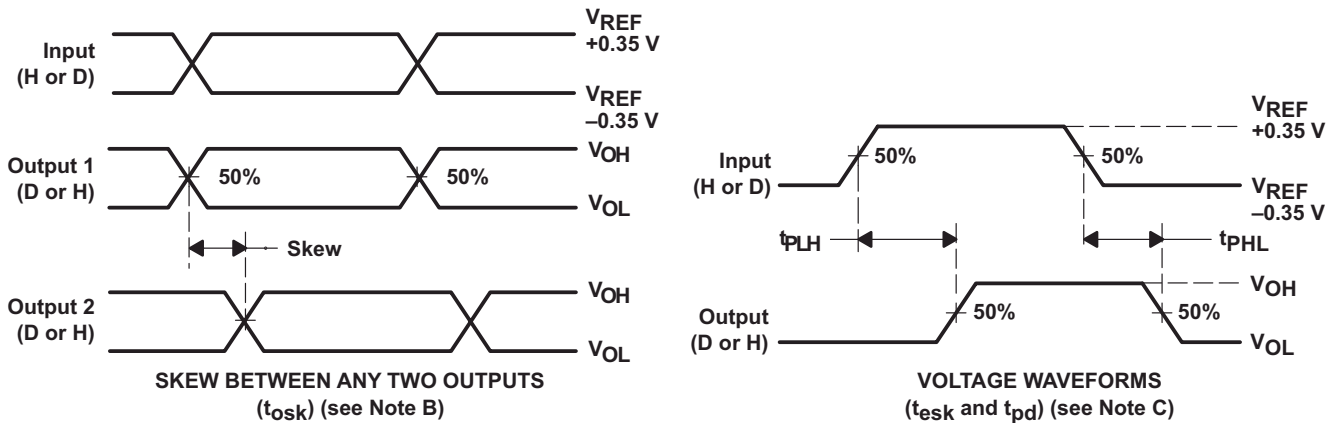 Input
(H or D)
VREF
+0.35 V
VREF
–0.35 V
Output 1
(D or H)
50%
50%
VOH
VOL
Skew
Output 2
(D or H)
VOH
VOL
SKEW BETWEEN ANY TWO OUTPUTS
(tosk) (see Note B)
Input
(H or D)
50%
50%
VREF
+0.35 V
VREF
–0.35 V
tPLH
tPHL
Output
(D or H)
50%
50%
VOH
VOL
VOLTAGE WAVEFORMS
(tesk and tpd) (see Note C)